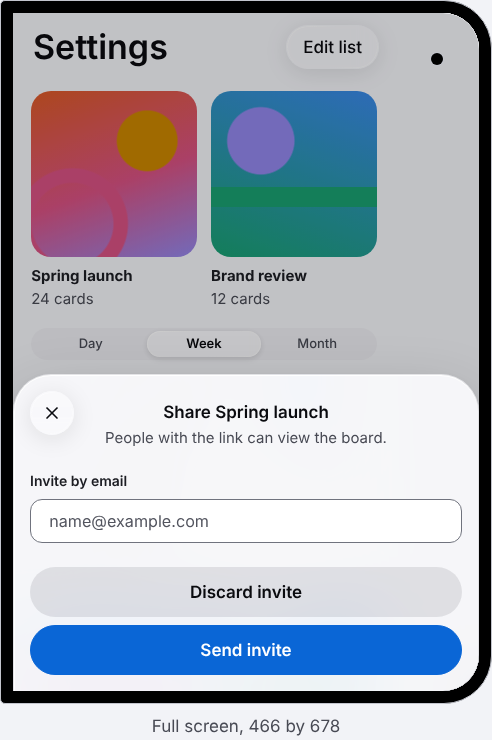 Settings
Edit list
Spring launch
24 cards
Brand review
12 cards
Day
Week
Month
Share Spring launch
People with the link can view the board.
Invite by email
name@example.com
Discard invite
Send invite
Full screen, 466 by 678